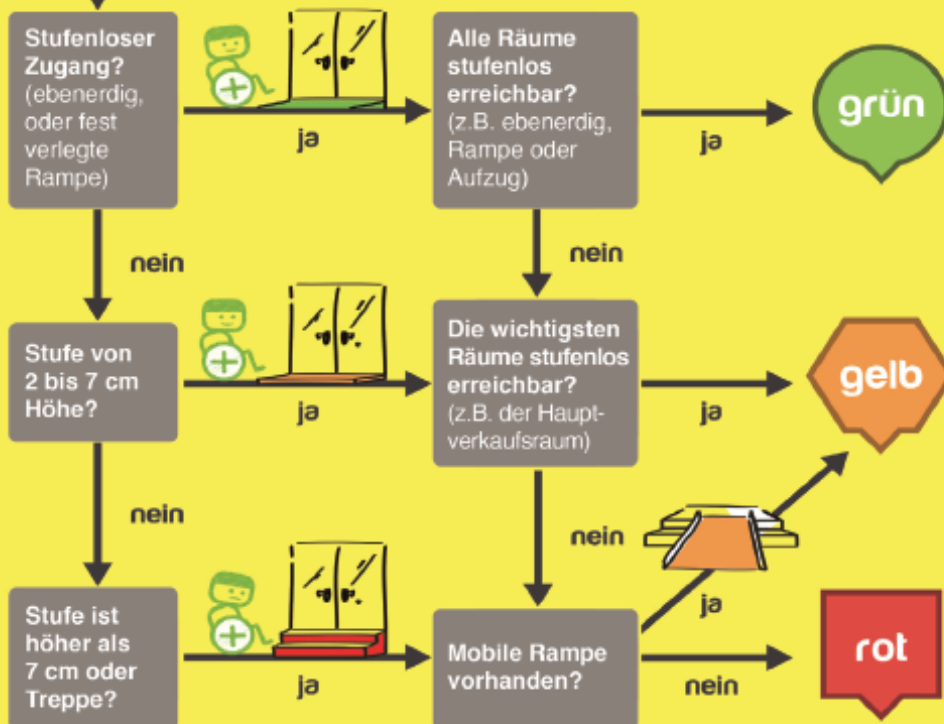 Stufenloser
Zugang?
(ebenerdig,
oder fest
verlegte
Rampe)
ja
Alle Räume
stufenlos
erreichbar?
(z.B. ebenerdig,
Rampe oder
Aufzug)
ja
grün
nein
nein
Stufe von
2 bis 7 cm
Höhe?
ja
Die wichtigsten
Räume stufenlos
erreichbar?
(z.B. der Haupt-
verkaufsraum)
ja
gelb
nein
nein
ja
Stufe ist
höher als
7 cm oder
Treppe?
ja
Mobile Rampe
vorhanden?
nein
rot